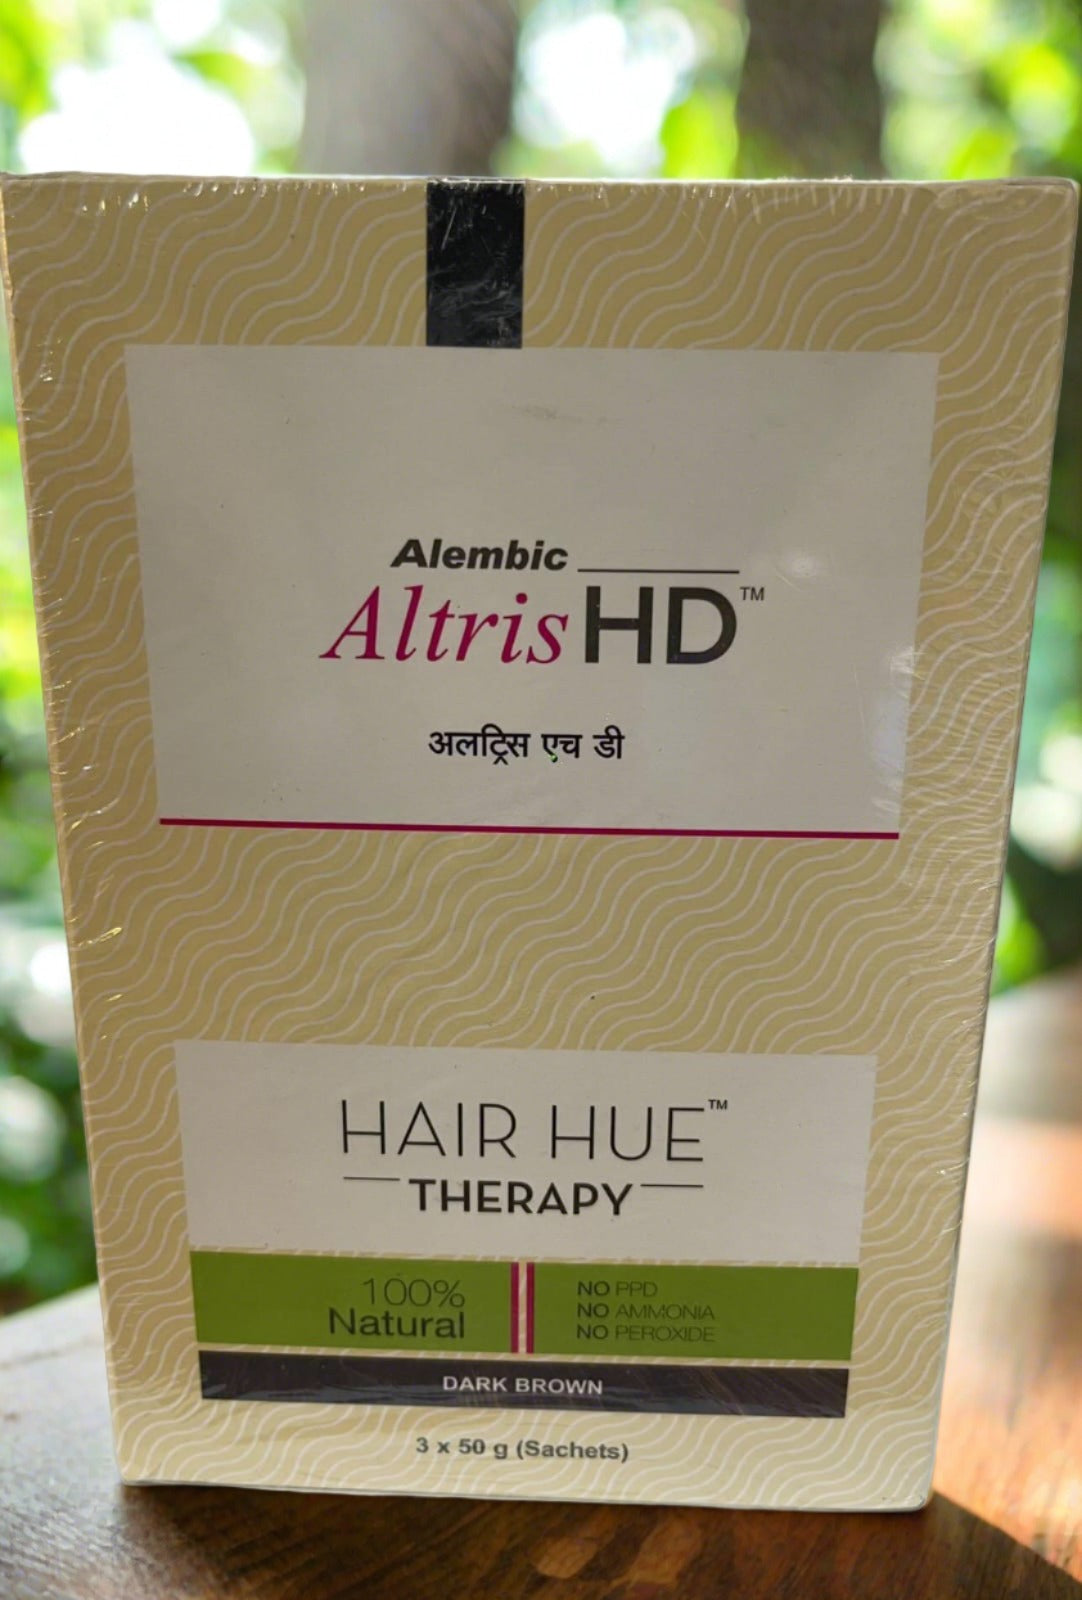 Alembic
Altris HD™
अलट्रिस एच डी
HAIR HUE™
THERAPY
100%
Natural
NO PPD
NO AMMONIA
NO PEROXIDE
DARK BROWN
3 x 50 g (Sachets)